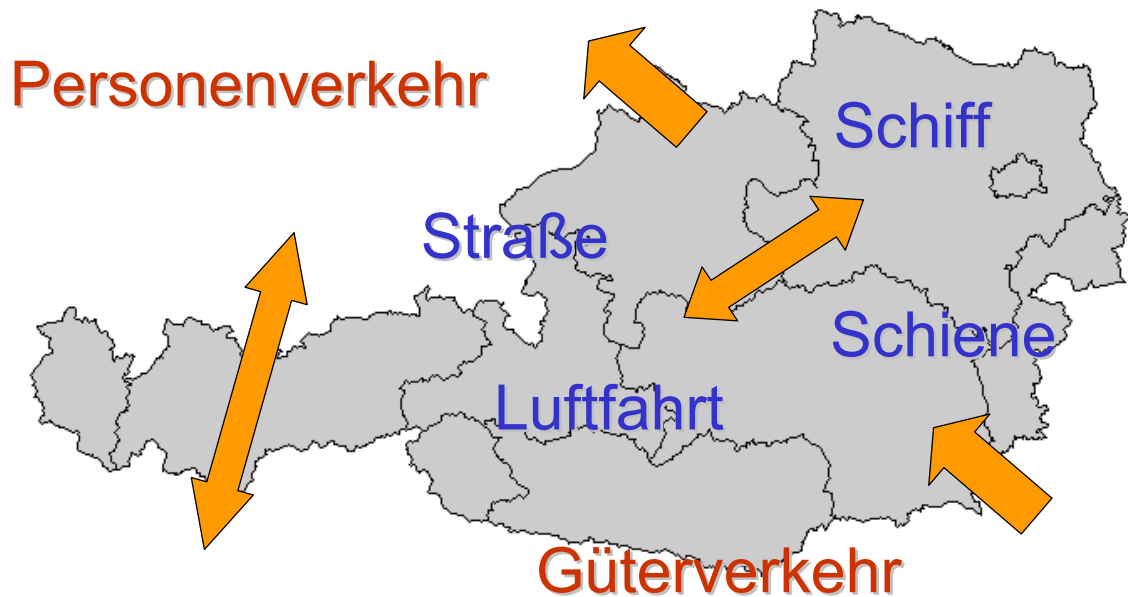 Personenverkehr
Schiff
Straße
Schiene
Luftfahrt
Güterverkehr